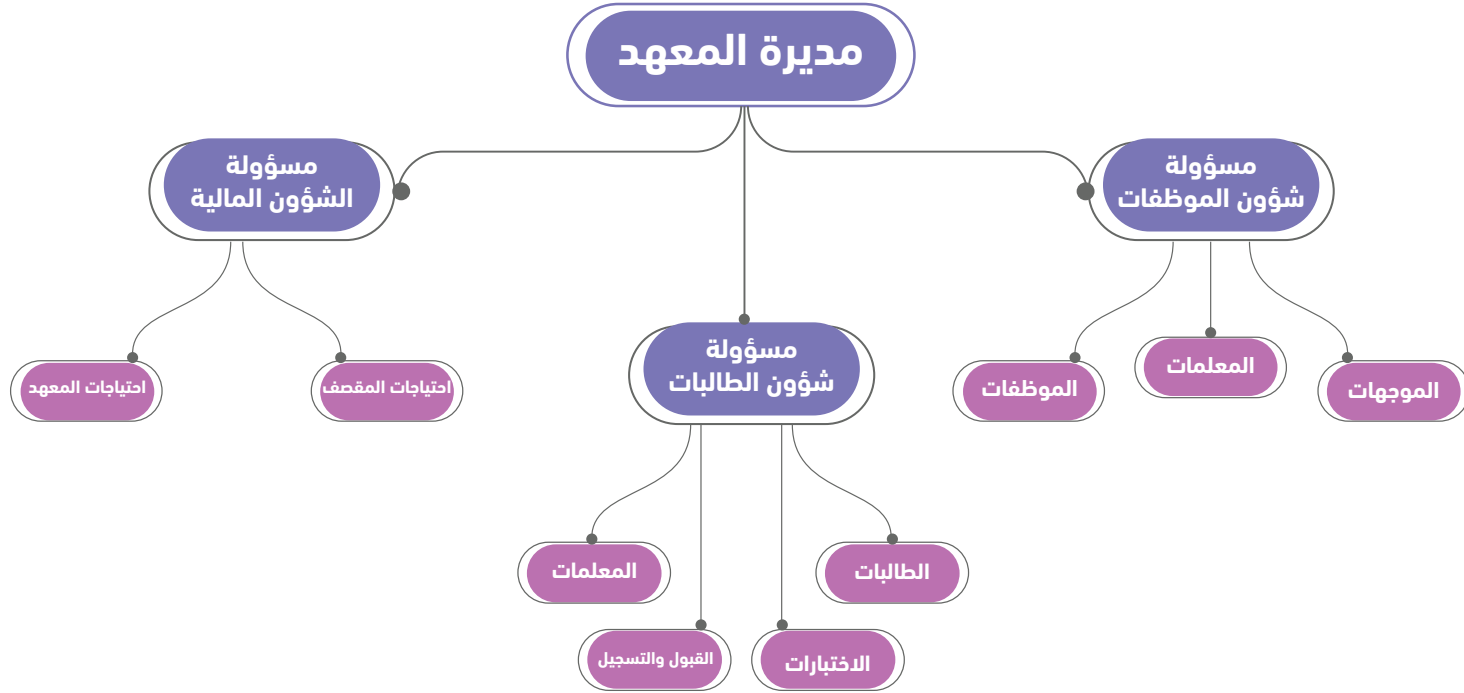 مديرة المعهد
مسؤولة
شؤون الموظفات
مسؤولة
الشؤون المالية
مسؤولة
شؤون الطالبات
الموجهات
المعلمات
الموظفات
احتياجات المقصف
احتياجات المعهد
الطالبات
المعلمات
الاختبارات
القبول والتسجيل